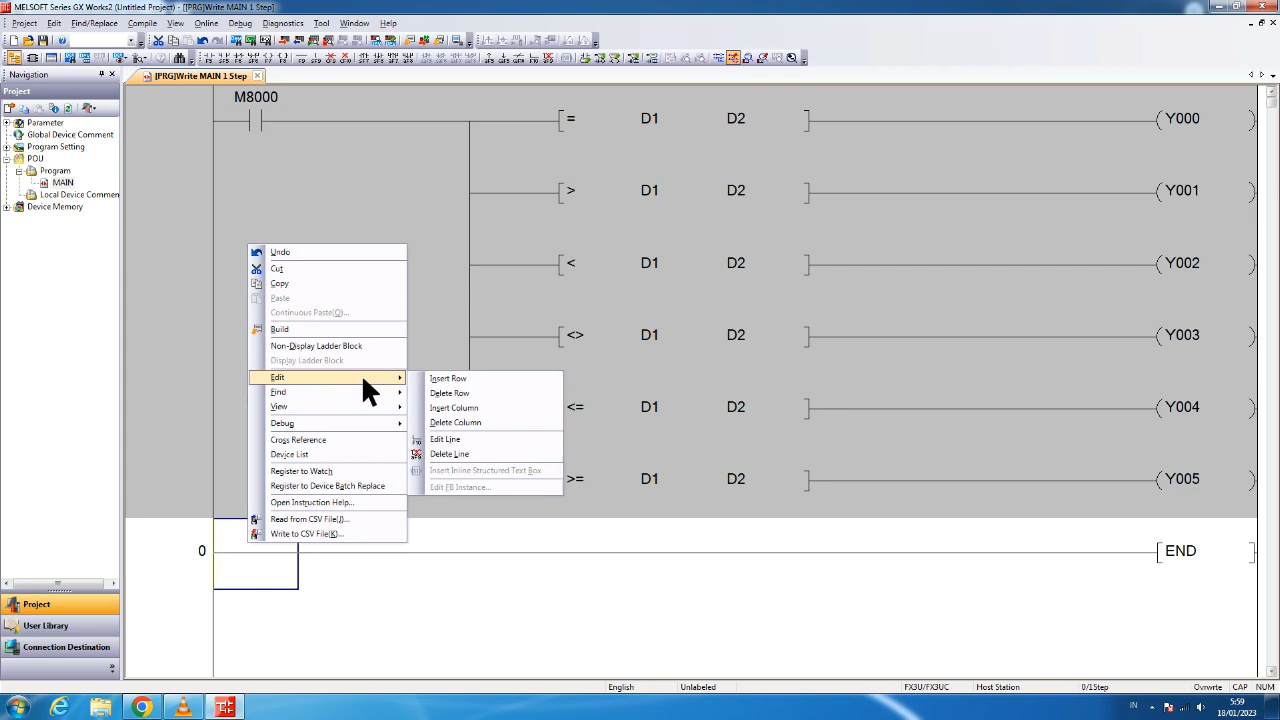 MELSOFT Series GX Works2 (Untitled Project) - [[PRG]Write MAIN 1 Step]
Project Edit Find/Replace Compile View Online Debug Diagnostics Tool Window Help
Navigation
[PRG]Write MAIN 1 Step
Project
Parameter
Global Device Comment
Program Setting
POU
Program
MAIN
Local Device Commen
Device Memory
Project
User Library
Connection Destination
M8000
= D1 D2 Y000
> D1 D2 Y001
< D1 D2 Y002
<> D1 D2 Y003
<= D1 D2 Y004
>= D1 D2 Y005
0 END
Undo
Cut
Copy
Paste
Continuous Paste(O)...
Build
Non-Display Ladder Block
Display Ladder Block
Edit
Find
View
Debug
Cross Reference
Device List
Register to Watch
Register to Device Batch Replace
Open Instruction Help...
Read from CSV File(J)...
Write to CSV File(K)...
Insert Row
Delete Row
Insert Column
Delete Column
Edit Line
Delete Line
Insert Inline Structured Text Box
Edit FB Instance...
English Unlabeled FX3U/FX3UC Host Station 0/1Step Ovrwrte CAP NUM
IN 5:59
18/01/2023